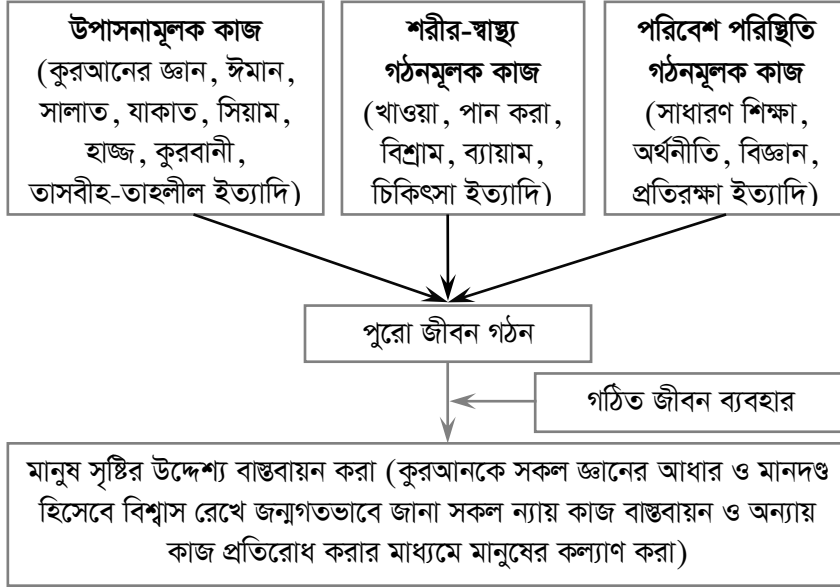 উপাসনামূলক কাজ
(কুরআনের জ্ঞান, ঈমান,
সালাত, যাকাত, সিয়াম,
হাজ্জ, কুরবানী,
তাসবীহ-তাহলীল ইত্যাদি)
শরীর-স্বাস্থ্য
গঠনমূলক কাজ
(খাওয়া, পান করা,
বিশ্রাম, ব্যায়াম,
চিকিৎসা ইত্যাদি)
পরিবেশ পরিস্থিতি
গঠনমূলক কাজ
(সাধারণ শিক্ষা,
অর্থনীতি, বিজ্ঞান,
প্রতিরক্ষা ইত্যাদি)
পুরো জীবন গঠন
গঠিত জীবন ব্যবহার
মানুষ সৃষ্টির উদ্দেশ্য বাস্তবায়ন করা (কুরআনকে সকল জ্ঞানের আধার ও মানদণ্ড
হিসেবে বিশ্বাস রেখে জন্মগতভাবে জানা সকল ন্যায় কাজ বাস্তবায়ন ও অন্যায়
কাজ প্রতিরোধ করার মাধ্যমে মানুষের কল্যাণ করা)